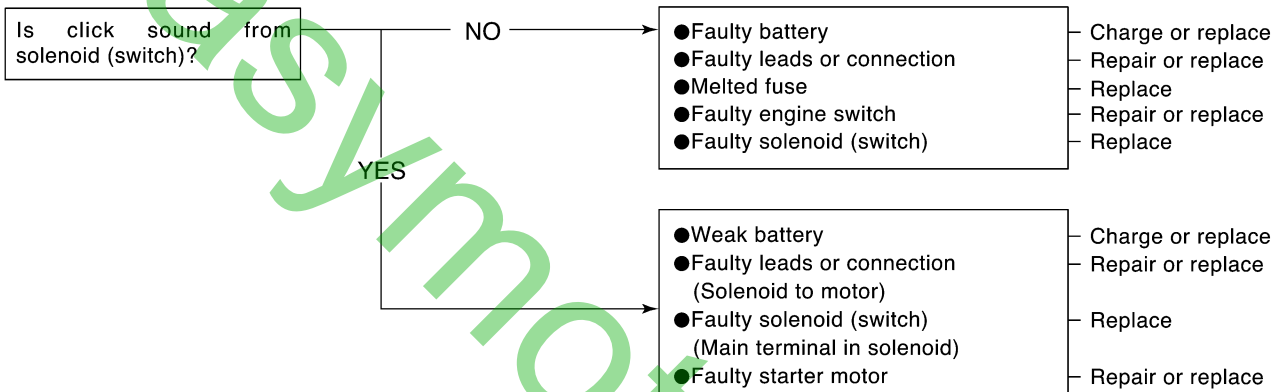 Is click sound from
solenoid (switch)?
NO
YES
●Faulty battery
●Faulty leads or connection
●Melted fuse
●Faulty engine switch
●Faulty solenoid (switch)
Charge or replace
Repair or replace
Replace
Repair or replace
Replace
●Weak battery
●Faulty leads or connection
(Solenoid to motor)
●Faulty solenoid (switch)
(Main terminal in solenoid)
●Faulty starter motor
Charge or replace
Repair or replace
Replace
Repair or replace